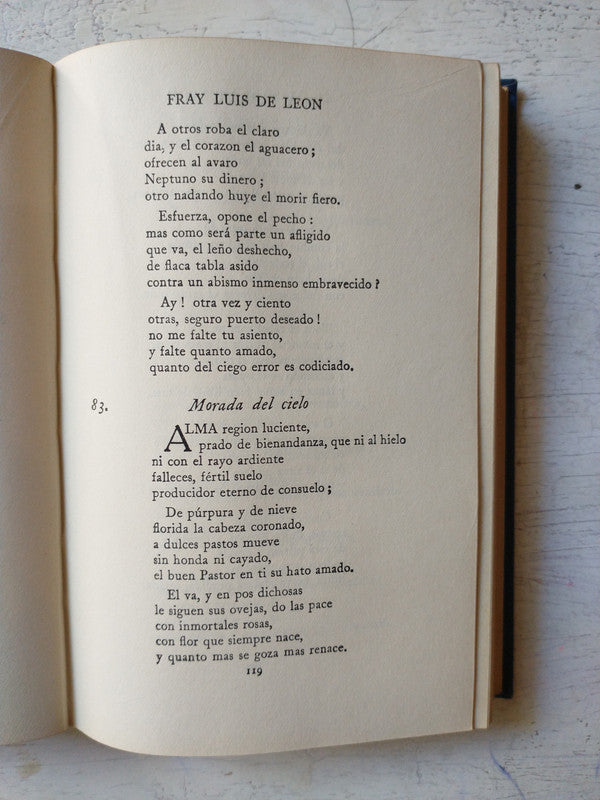 FRAY LUIS DE LEON
A otros roba el claro
dia, y el corazon el aguacero;
ofrecen al avaro
Neptuno su dinero;
otro nadando huye el morir fiero.
Esfuerza, opone el pecho:
mas como será parte un afligido
que va, el leño deshecho,
de flaca tabla asido
contra un abismo inmenso embravecido?
Ay! otra vez y ciento
otras, seguro puerto deseado!
no me falte tu asiento,
y falte quanto amado,
quanto del ciego error es codiciado.
83. Morada del cielo
ALMA region luciente,
prado de bienandanza, que ni al hielo
ni con el rayo ardiente
falleces, fértil suelo
producidor eterno de consuelo;
De púrpura y de nieve
florida la cabeza coronado,
a dulces pastos mueve
sin honda ni cayado,
el buen Pastor en ti su hato amado.
El va, y en pos dichosas
le siguen sus ovejas, do las pace
con inmortales rosas,
con flor que siempre nace,
y quanto mas se goza mas renace.
119